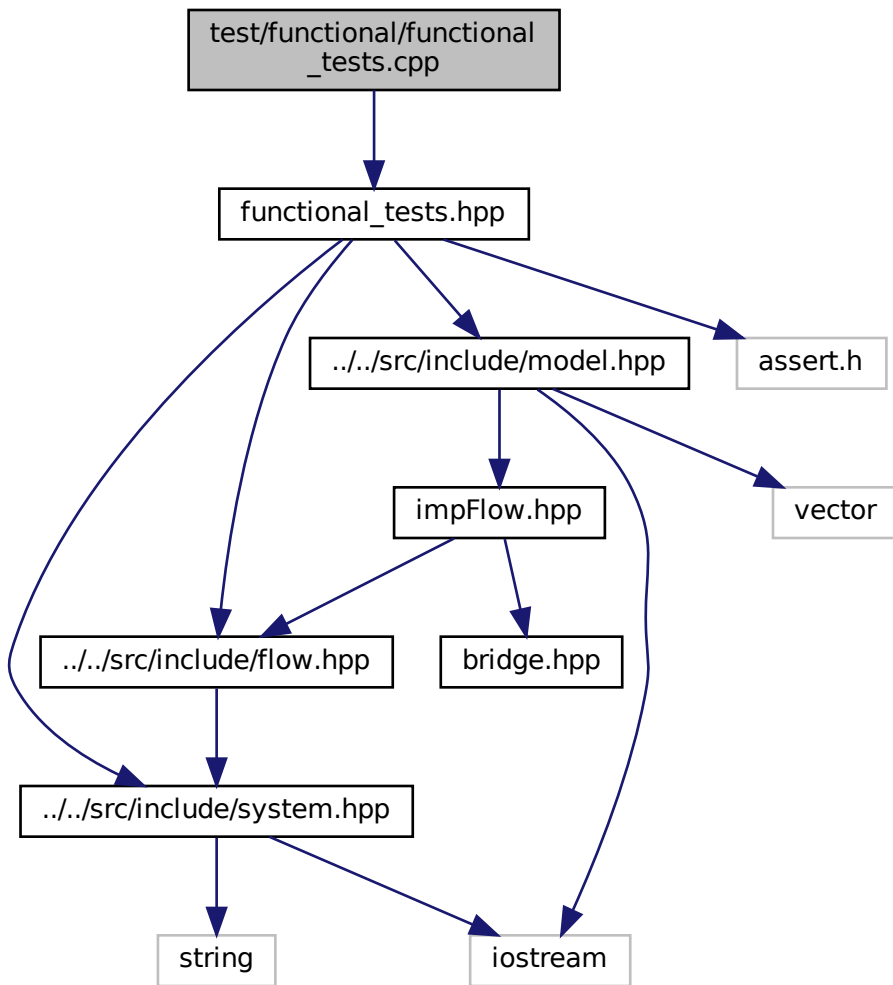 test/functional/functional
_tests.cpp
functional_tests.hpp
../../src/include/model.hpp
assert.h
impFlow.hpp
vector
../../src/include/flow.hpp
bridge.hpp
../../src/include/system.hpp
string
iostream